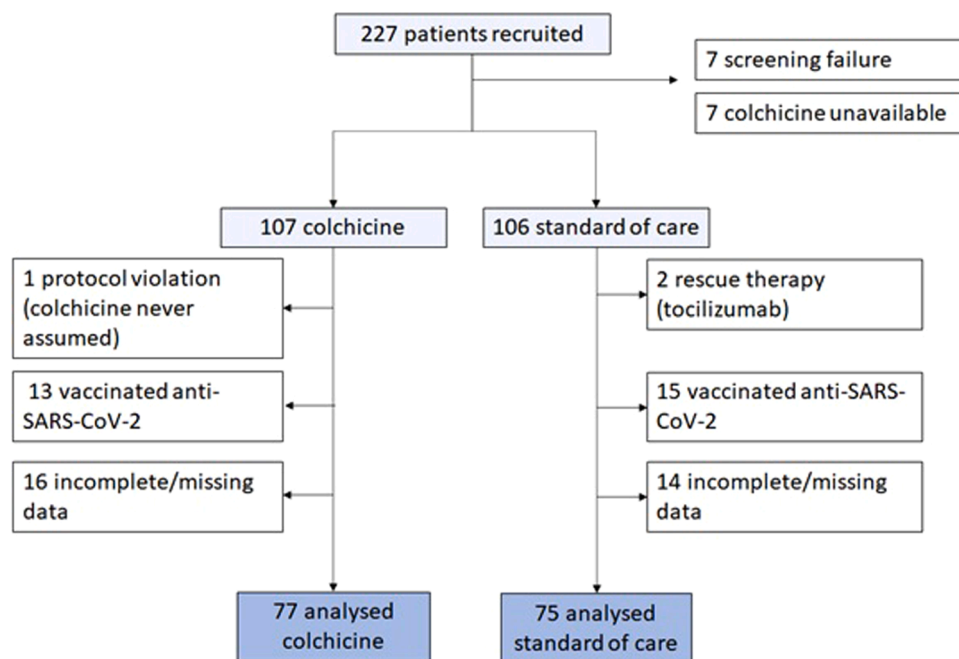 227 patients recruited
7 screening failure
7 colchicine unavailable
107 colchicine
106 standard of care
1 protocol violation
(colchicine never
assumed)
2 rescue therapy
(tocilizumab)
13 vaccinated anti-
SARS-CoV-2
15 vaccinated anti-SARS-
CoV-2
16 incomplete/missing
data
14 incomplete/missing
data
77 analysed
colchicine
75 analysed
standard of care